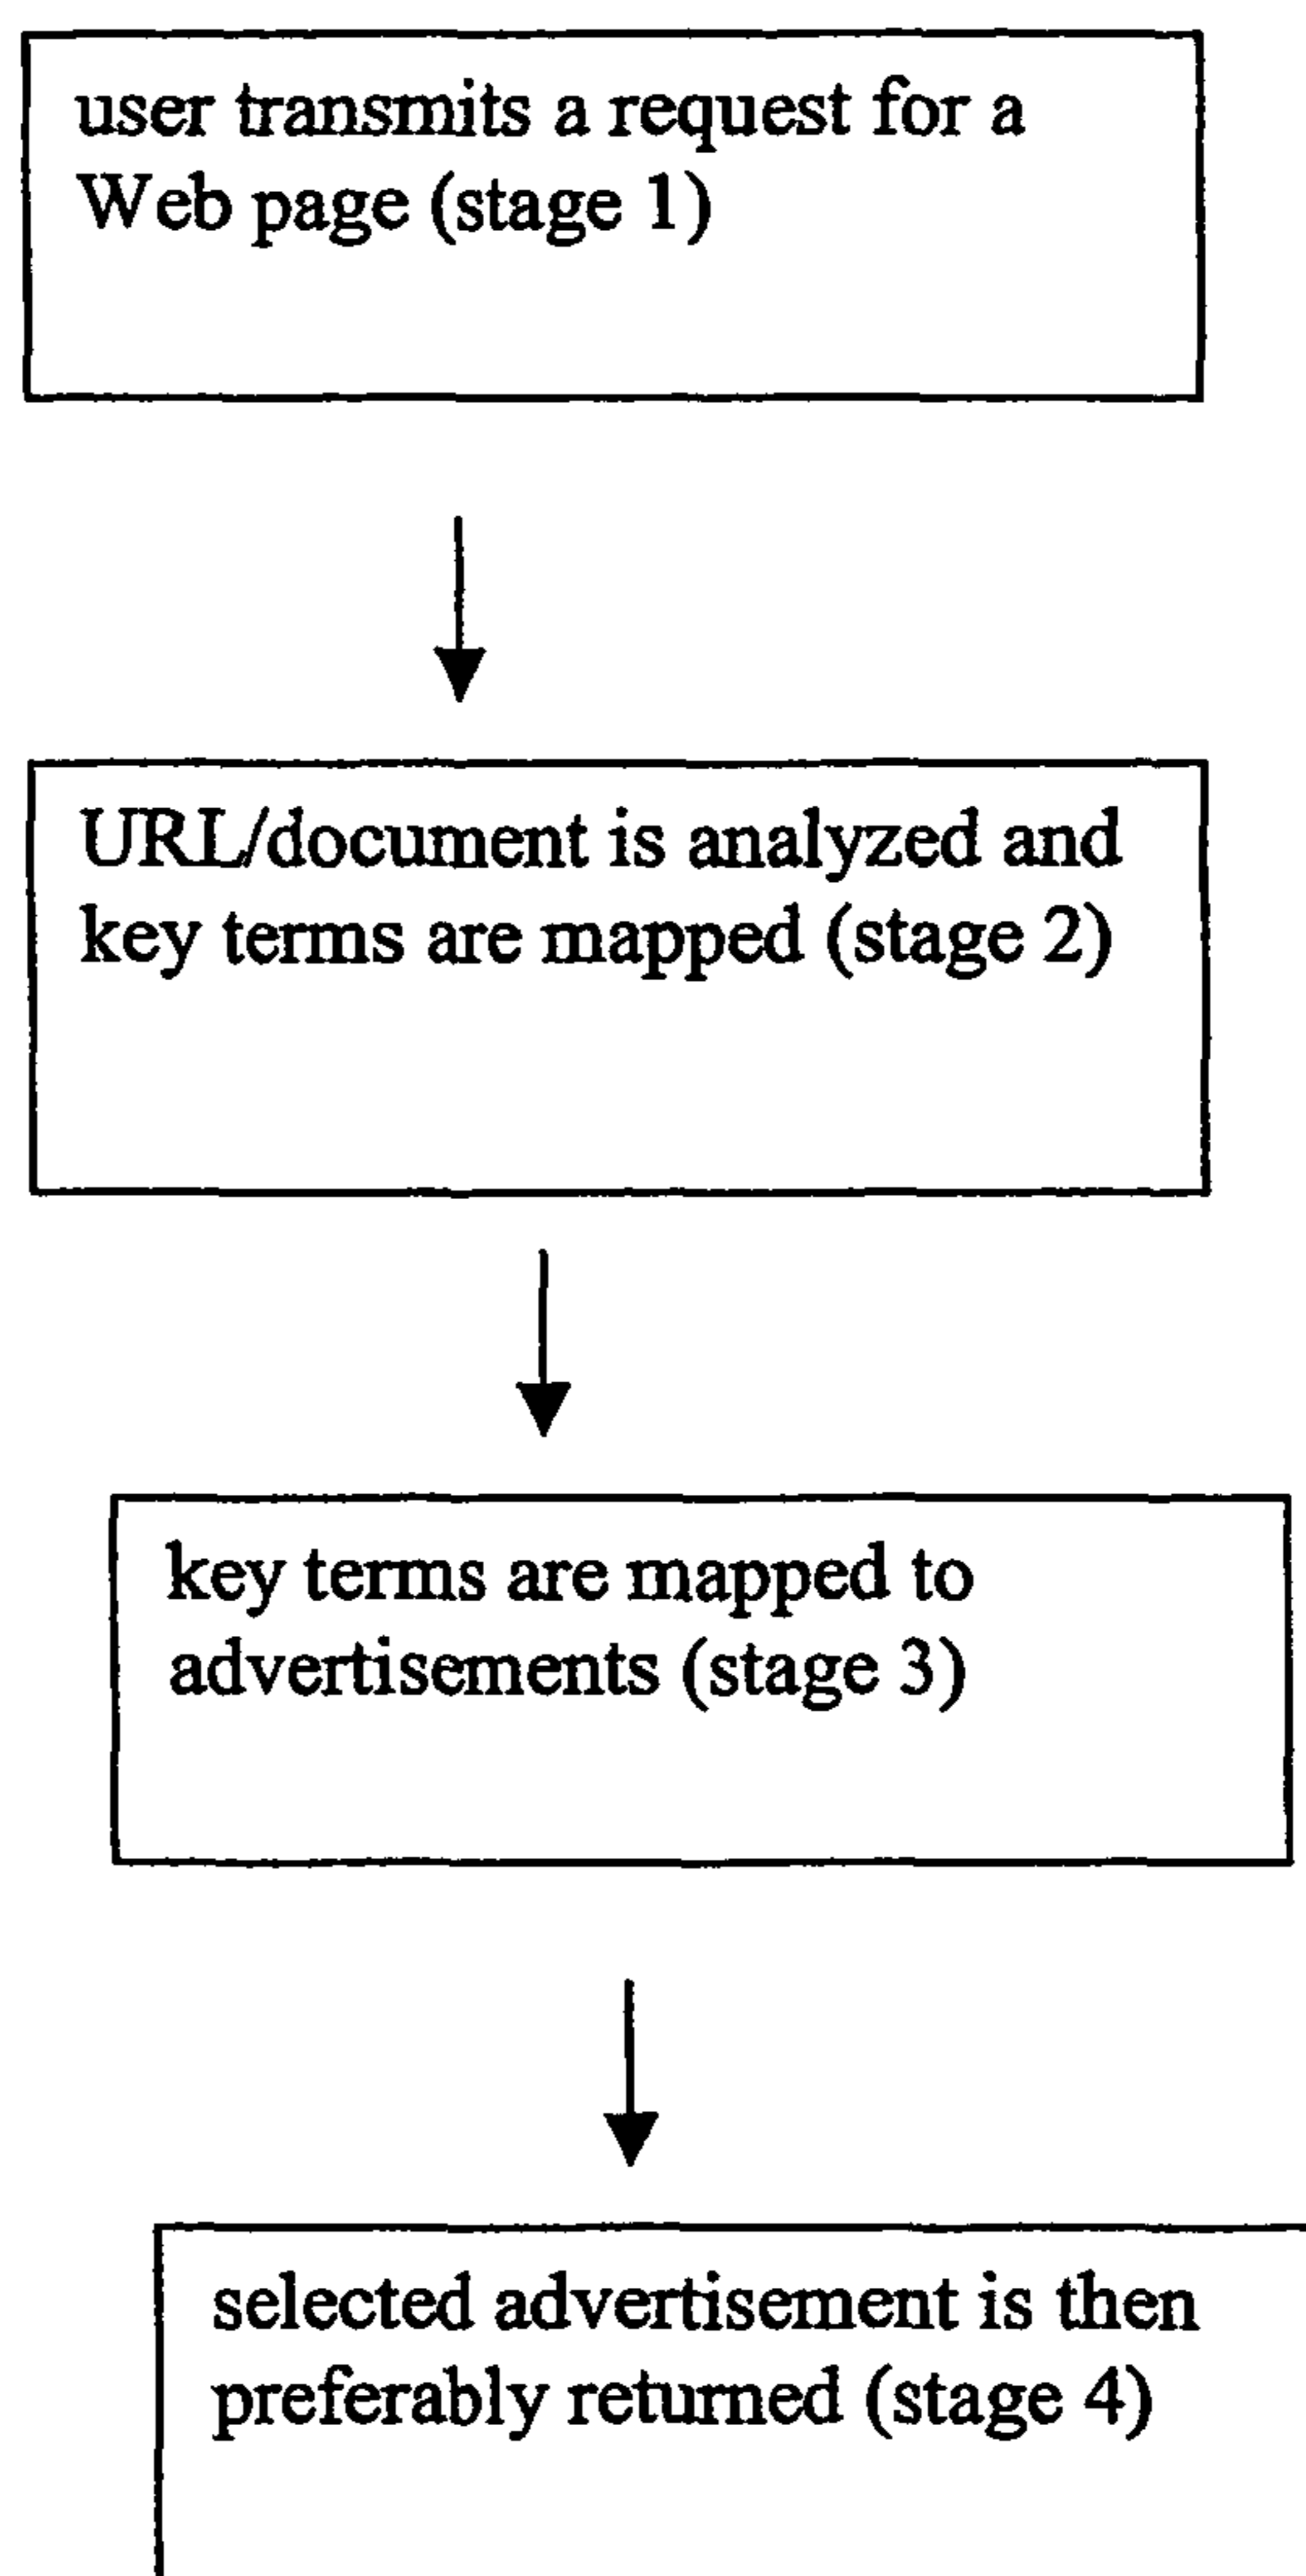 user transmits a request for a
Web page (stage 1)
URL/document is analyzed and
key terms are mapped (stage 2)
key terms are mapped to
advertisements (stage 3)
selected advertisement is then
preferably returned (stage 4)